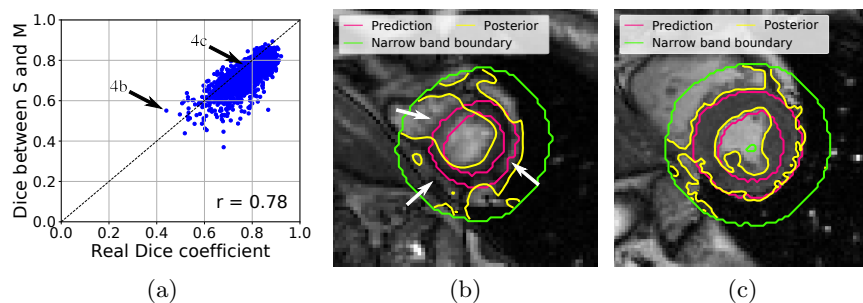 1.0
0.8
0.6
0.4
0.2
0.0
0.0 0.2 0.4 0.6 0.8 1.0
Dice between S and M
Real Dice coefficient
4c
4b
r = 0.78
(a)
Prediction Posterior
Narrow band boundary
(b)
Prediction Posterior
Narrow band boundary
(c)